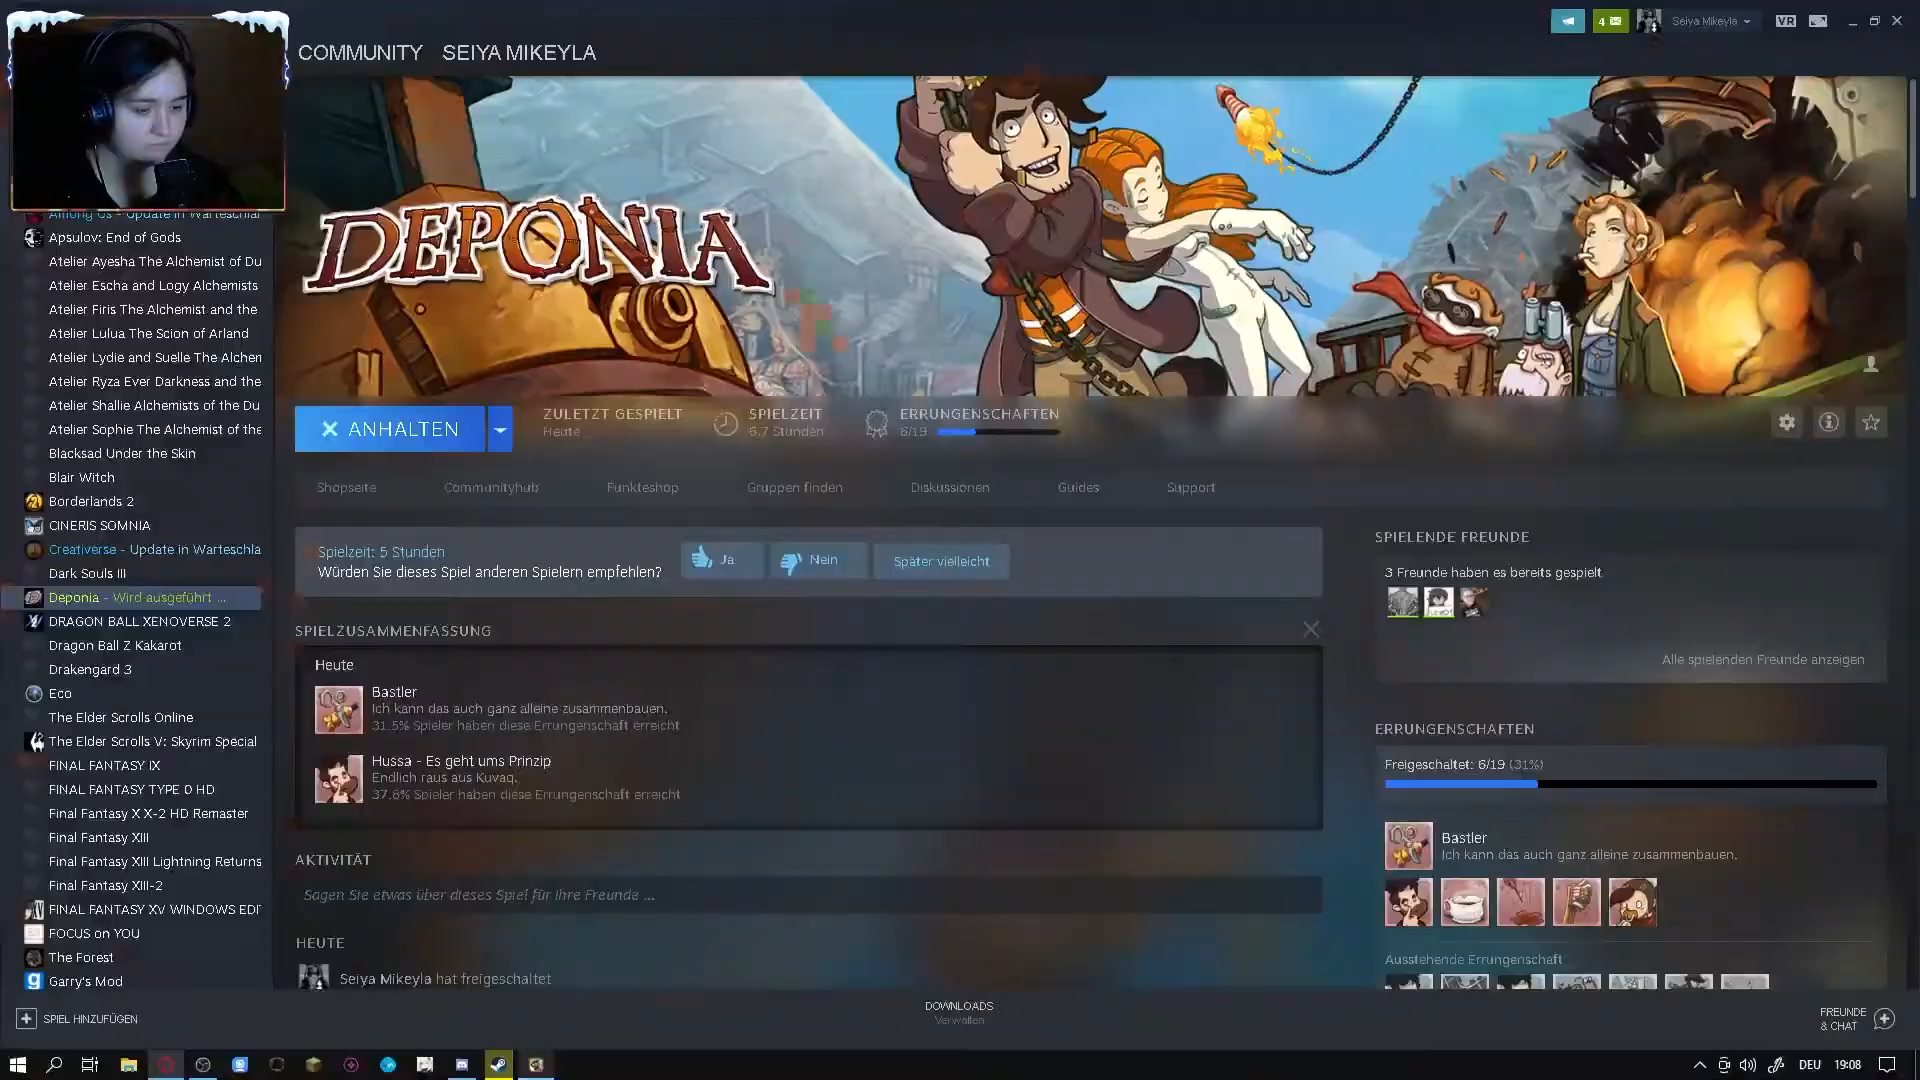 COMMUNITY SEIYA MIKEYLA
4
Seiya Mikeyla
VR
DEPONIA
Among Us - Update in Warteschlan
Apsulov: End of Gods
Atelier Ayesha The Alchemist of Du
Atelier Escha and Logy Alchemists
Atelier Firis The Alchemist and the
Atelier Lulua The Scion of Arland
Atelier Lydie and Suelle The Alchem
Atelier Ryza Ever Darkness and the
Atelier Shallie Alchemists of the Du
Atelier Sophie The Alchemist of the
Blacksad Under the Skin
Blair Witch
Borderlands 2
CINERIS SOMNIA
Creativerse - Update in Warteschla
Dark Souls III
Deponia - Wird ausgeführt ...
DRAGON BALL XENOVERSE 2
Dragon Ball Z Kakarot
Drakengard 3
Eco
The Elder Scrolls Online
The Elder Scrolls V: Skyrim Special
FINAL FANTASY IX
FINAL FANTASY TYPE 0 HD
Final Fantasy X X-2 HD Remaster
Final Fantasy XIII
Final Fantasy XIII Lightning Returns
Final Fantasy XIII-2
FINAL FANTASY XV WINDOWS EDI
FOCUS on YOU
The Forest
Garry's Mod
SPIEL HINZUFÜGEN
ANHALTEN
ZULETZT GESPIELT
Heute
SPIELZEIT
6,7 Stunden
ERRUNGENSCHAFTEN
6/19
Shopseite Communityhub Punkteshop Gruppen finden Diskussionen Guides Support
Spielzeit: 5 Stunden
Würden Sie dieses Spiel anderen Spielern empfehlen?
Ja
Nein
Später vielleicht
SPIELZUSAMMENFASSUNG
Heute
Bastler
Ich kann das auch ganz alleine zusammenbauen.
31.5% Spieler haben diese Errungenschaft erreicht
Hussa - Es geht ums Prinzip
Endlich raus aus Kuvaq.
37.6% Spieler haben diese Errungenschaft erreicht
AKTIVITÄT
Sagen Sie etwas über dieses Spiel für Ihre Freunde ...
HEUTE
Seiya Mikeyla hat freigeschaltet
SPIELENDE FREUNDE
3 Freunde haben es bereits gespielt
Alle spielenden Freunde anzeigen
ERRUNGENSCHAFTEN
Freigeschaltet: 6/19 (31%)
Bastler
Ich kann das auch ganz alleine zusammenbauen.
Ausstehende Errungenschaft
DOWNLOADS
Verwalten
FREUNDE
& CHAT
DEU 19:08